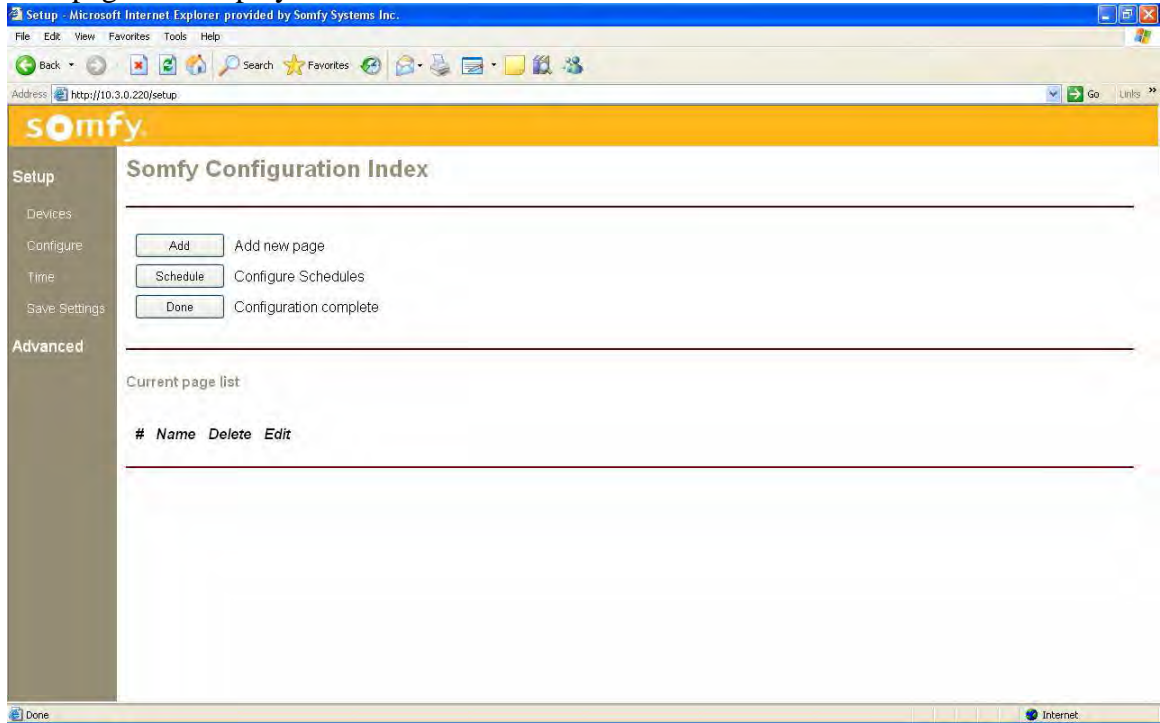 Setup - Microsoft Internet Explorer provided by Somfy Systems Inc.
File Edit View Favorites Tools Help
Back Search Favorites
Address http://10.3.0.220/setup Go Links »
somfy.
Setup
Devices
Configure
Time
Save Settings
Advanced
Somfy Configuration Index
Add Add new page
Schedule Configure Schedules
Done Configuration complete
Current page list
# Name Delete Edit
Done Internet